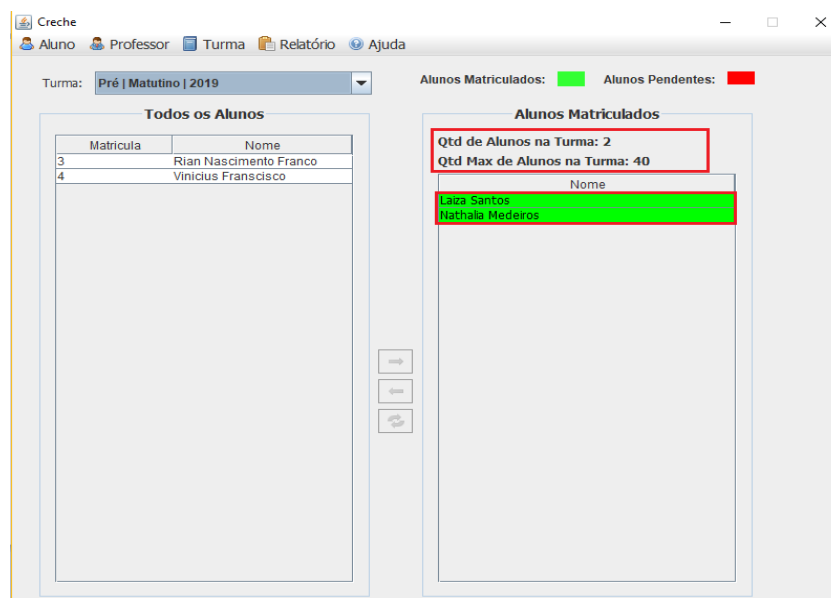 Creche
Aluno Professor Turma Relatório Ajuda
Turma: Pré | Matutino | 2019
Alunos Matriculados: Alunos Pendentes:
Todos os Alunos
Matricula Nome
3 Rian Nascimento Franco
4 Vinicius Franscisco
Alunos Matriculados
Qtd de Alunos na Turma: 2
Qtd Max de Alunos na Turma: 40
Nome
Laiza Santos
Nathalia Medeiros